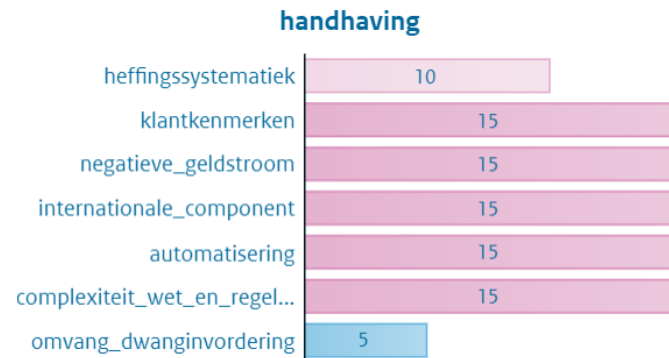 handhaving
heffingssystematiek 10
klantkenmerken 15
negatieve_geldstroom 15
internationale_component 15
automatisering 15
complexiteit_wet_en_regel... 15
omvang_dwanginvordering 5